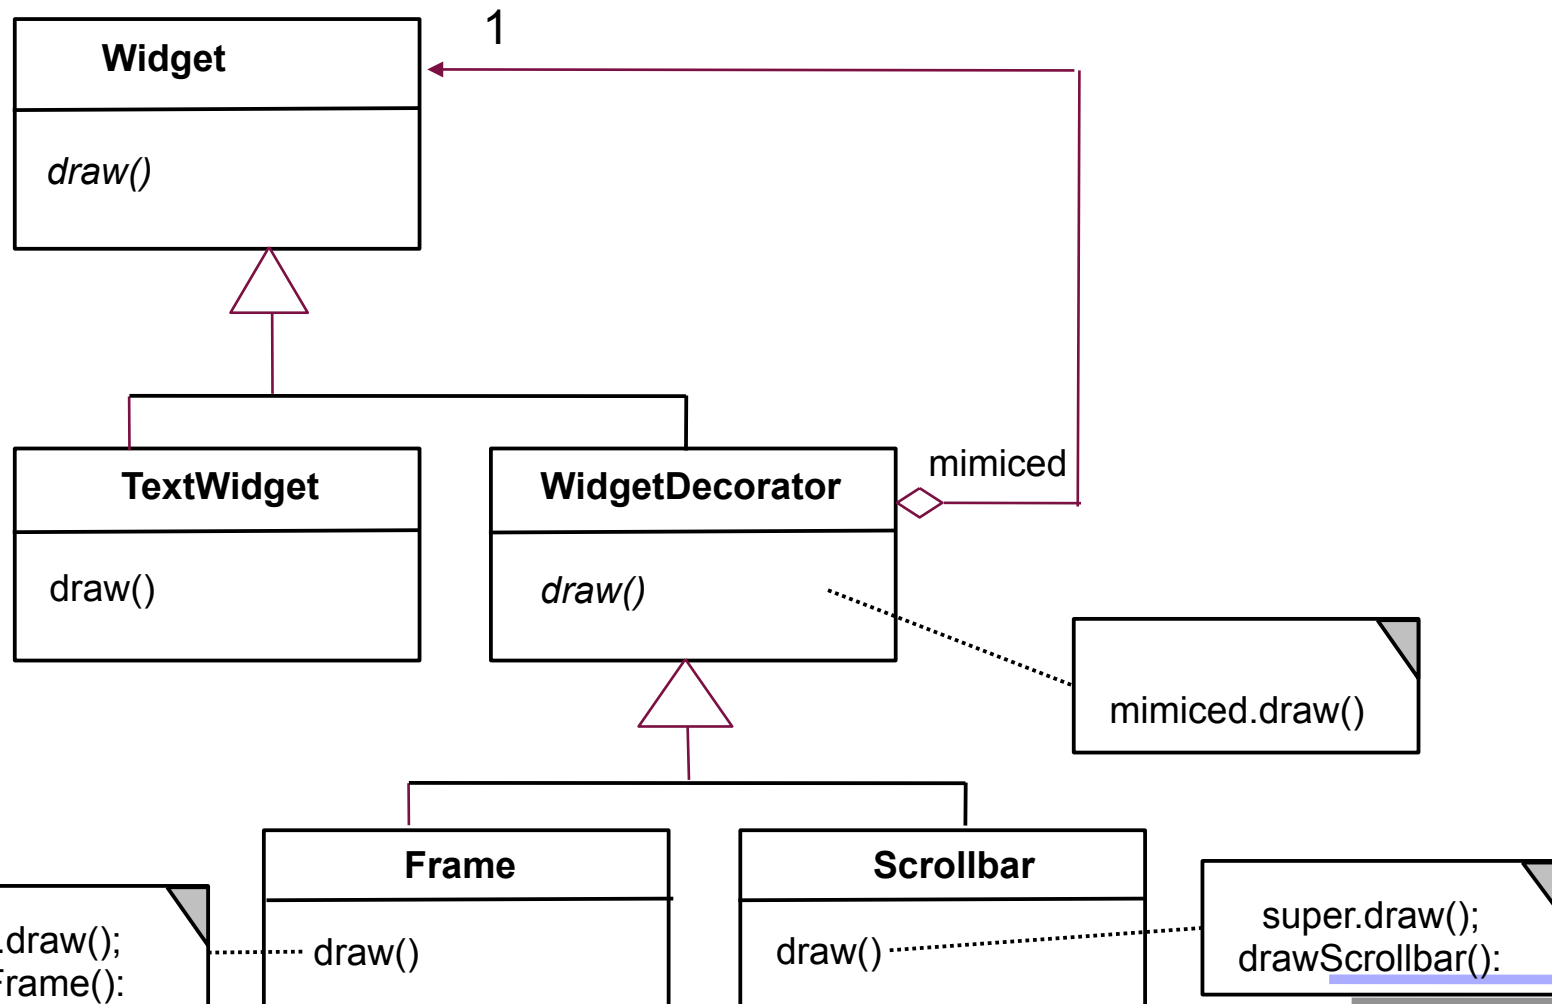 1
Widget
draw()
mimiced
TextWidget
WidgetDecorator
draw()
draw()
mimiced.draw()
Frame
Scrollbar
.draw();
rame():
draw()
draw()
super.draw();
drawScrollbar():